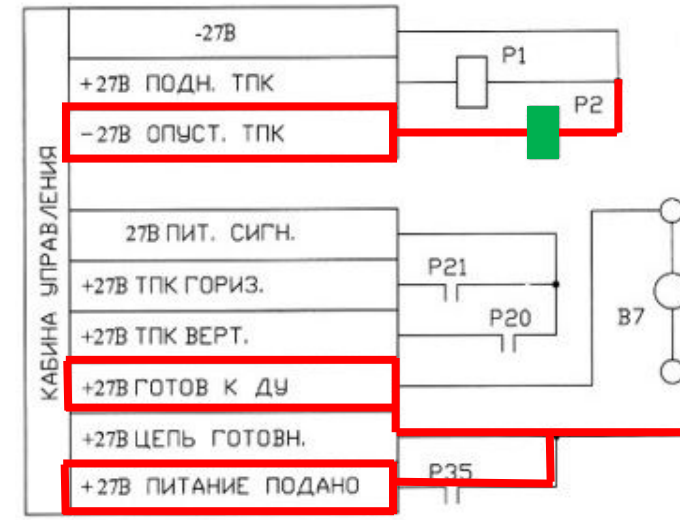 -27В
+27В ПОДН. ТПК
-27В ОПУСТ. ТПК
Р1
Р2
КАБИНА УПРАВЛЕНИЯ
27В ПИТ. СИГН.
+27В ТПК ГОРИЗ.
+27В ТПК ВЕРТ.
+27В ГОТОВ К ДУ
+27В ЦЕПЬ ГОТОВН.
+27В ПИТАНИЕ ПОДАНО
Р21
Р20
В7
Р35